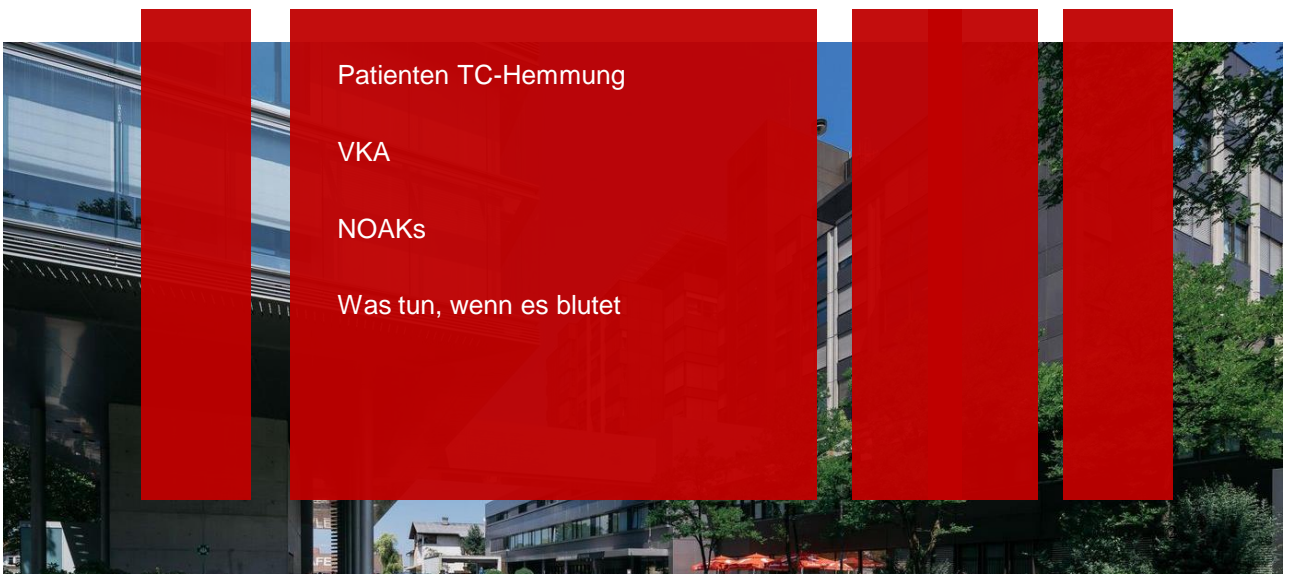 Patienten TC-Hemmung
VKA
NOAKs
Was tun, wenn es blutet